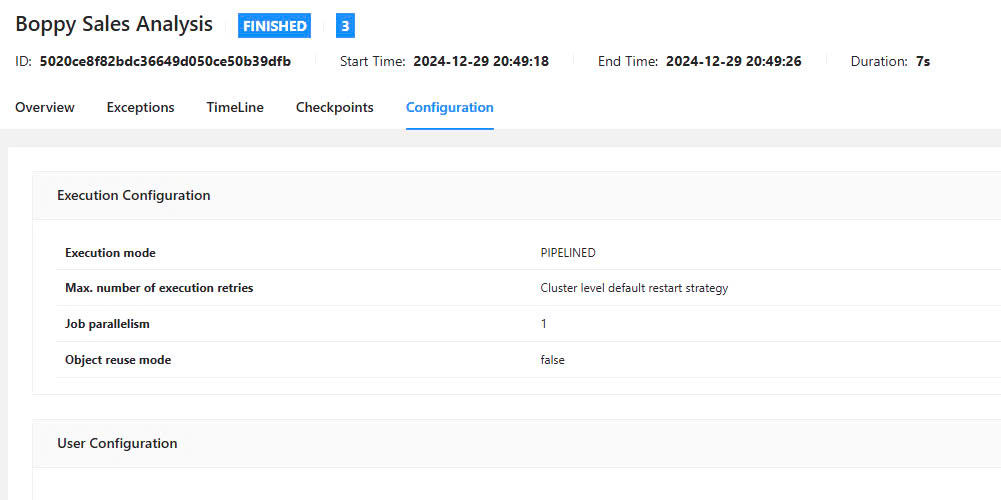 Boppy Sales Analysis FINISHED 3
ID: 5020ce8f82bdc36649d050ce50b39dfb Start Time: 2024-12-29 20:49:18 End Time: 2024-12-29 20:49:26 Duration: 7s
Overview Exceptions TimeLine Checkpoints Configuration
Execution Configuration
Execution mode PIPELINED
Max. number of execution retries Cluster level default restart strategy
Job parallelism 1
Object reuse mode false
User Configuration